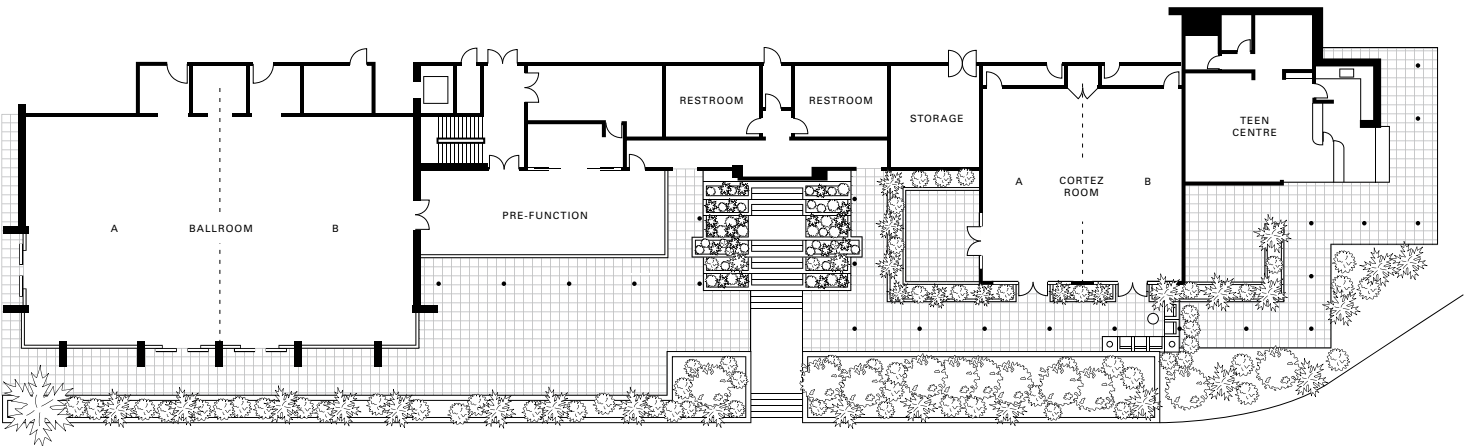 RESTROOM
RESTROOM
STORAGE
TEEN
CENTRE
A
CORTEZ
ROOM
B
PRE-FUNCTION
A
BALLROOM
B